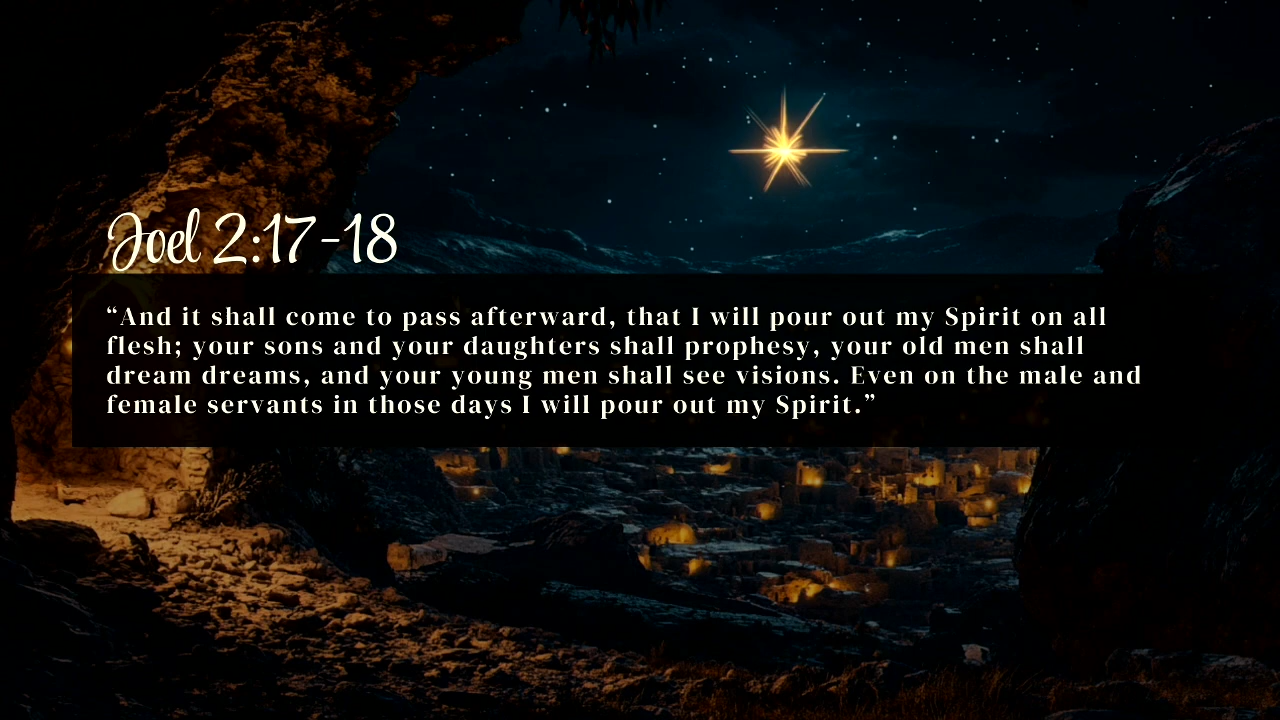 Joel 2:17-18
“And it shall come to pass afterward, that I will pour out my Spirit on all
flesh; your sons and your daughters shall prophesy, your old men shall
dream dreams, and your young men shall see visions. Even on the male and
female servants in those days I will pour out my Spirit.”